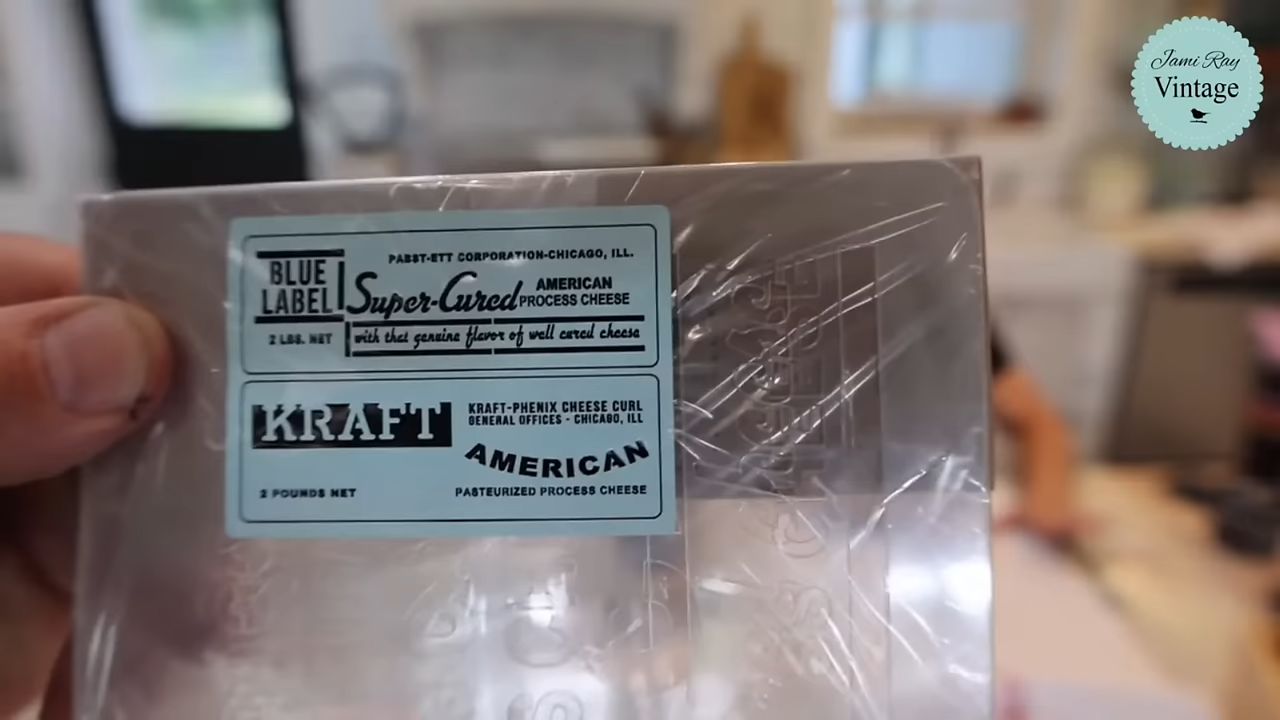 Jami Ray
Vintage
BLUE
LABEL
2 LBS. NET
PABST-ETT CORPORATION-CHICAGO, ILL.
Super-Cured
AMERICAN
PROCESS CHEESE
with that genuine flavor of well cured cheese
KRAFT
KRAFT-PHENIX CHEESE CURL
GENERAL OFFICES - CHICAGO, ILL
AMERICAN
2 POUNDS NET
PASTEURIZED PROCESS CHEESE